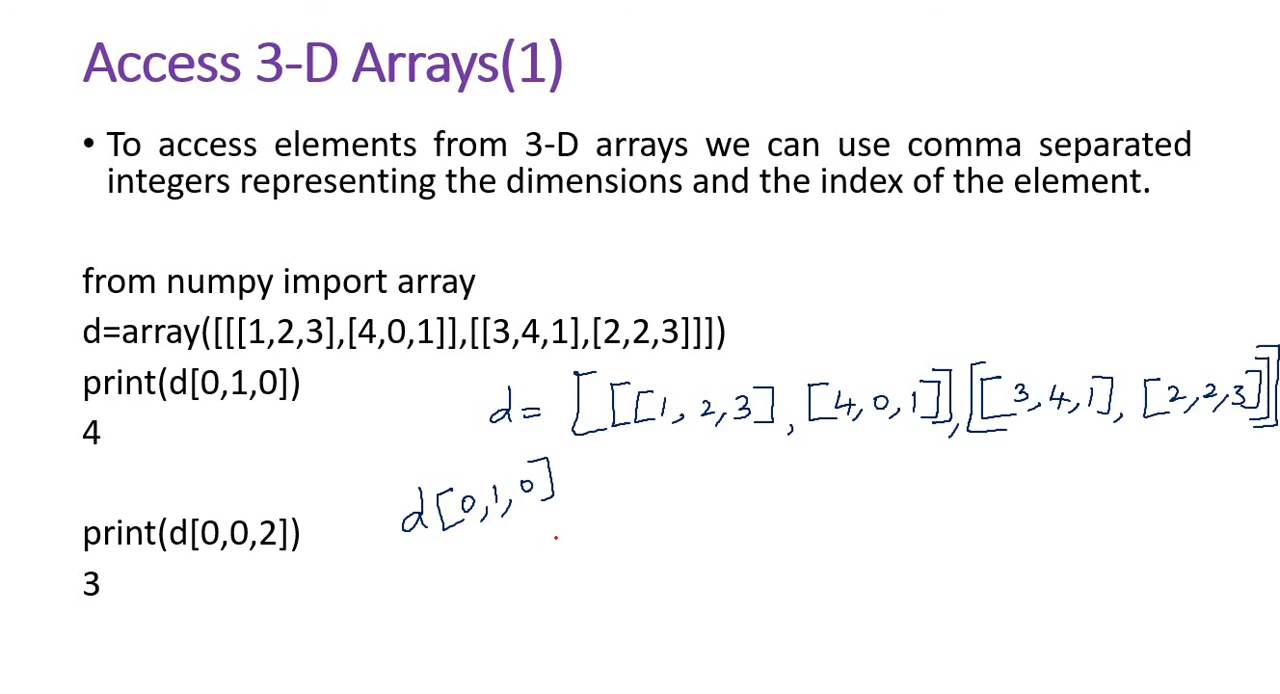 Access 3-D Arrays(1)
• To access elements from 3-D arrays we can use comma separated
integers representing the dimensions and the index of the element.
from numpy import array
d=array([[[1,2,3],[4,0,1]],[[3,4,1],[2,2,3]]])
print(d[0,1,0])
d= [[[1, 2,3], [4,0,1]],[[3,4,1], [2,2,3]]]
4
d[0,1,0]
print(d[0,0,2])
3